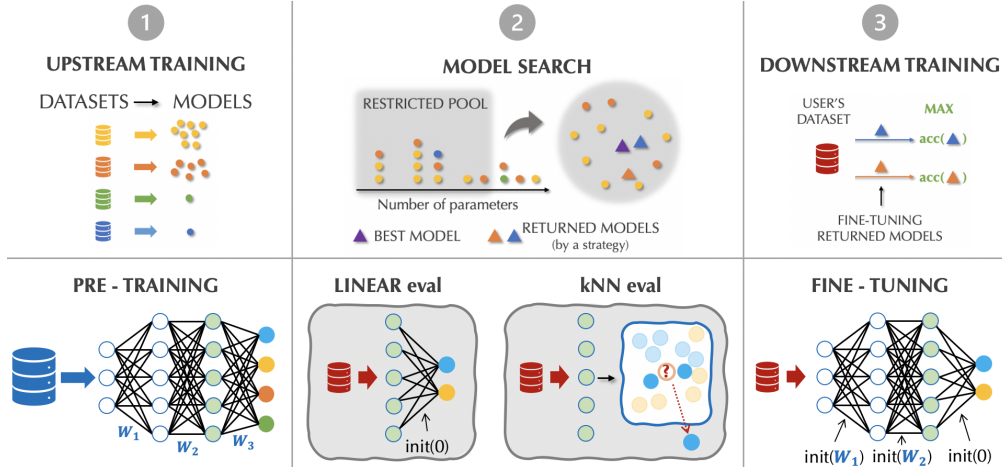 1
UPSTREAM TRAINING
DATASETS → MODELS
2
MODEL SEARCH
RESTRICTED POOL
Number of parameters
BEST MODEL
RETURNED MODELS
(by a strategy)
3
DOWNSTREAM TRAINING
USER'S
DATASET
MAX
acc( )
acc( )
FINE-TUNING
RETURNED MODELS
PRE - TRAINING
W1
W2
W3
LINEAR eval
init(0)
kNN eval
?
FINE - TUNING
init(W1)
init(W2)
init(0)